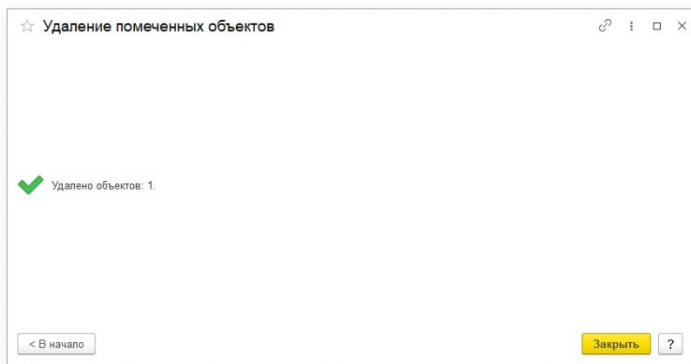 Удаление помеченных объектов
Удалено объектов: 1.
< В начало
Закрыть
?